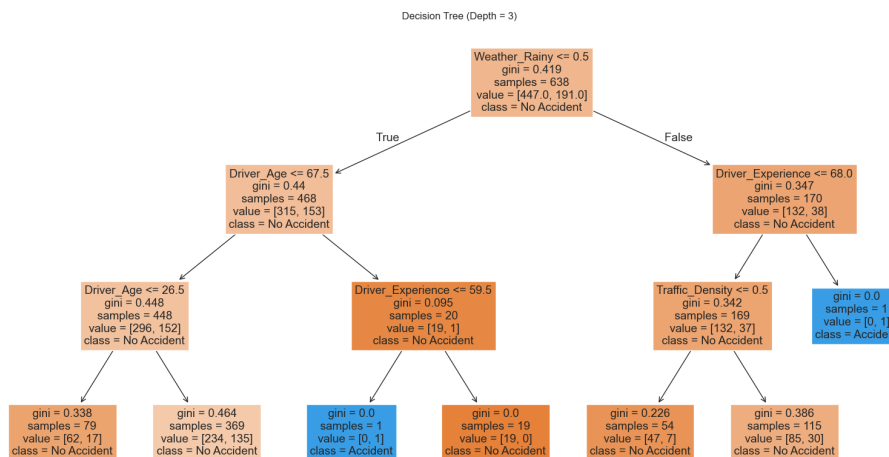 Decision Tree (Depth = 3)
Weather_Rainy <= 0.5
gini = 0.419
samples = 638
value = [447.0, 191.0]
class = No Accident
True
False
Driver_Age <= 67.5
gini = 0.44
samples = 468
value = [315, 153]
class = No Accident
Driver_Experience <= 68.0
gini = 0.347
samples = 170
value = [132, 38]
class = No Accident
Driver_Age <= 26.5
gini = 0.448
samples = 448
value = [296, 152]
class = No Accident
Driver_Experience <= 59.5
gini = 0.095
samples = 20
value = [19, 1]
class = No Accident
Traffic_Density <= 0.5
gini = 0.342
samples = 169
value = [132, 37]
class = No Accident
gini = 0.0
samples = 1
value = [0, 1]
class = Accident
gini = 0.338
samples = 79
value = [62, 17]
class = No Accident
gini = 0.464
samples = 369
value = [234, 135]
class = No Accident
gini = 0.0
samples = 1
value = [0, 1]
class = Accident
gini = 0.0
samples = 19
value = [19, 0]
class = No Accident
gini = 0.226
samples = 54
value = [47, 7]
class = No Accident
gini = 0.386
samples = 115
value = [85, 30]
class = No Accident